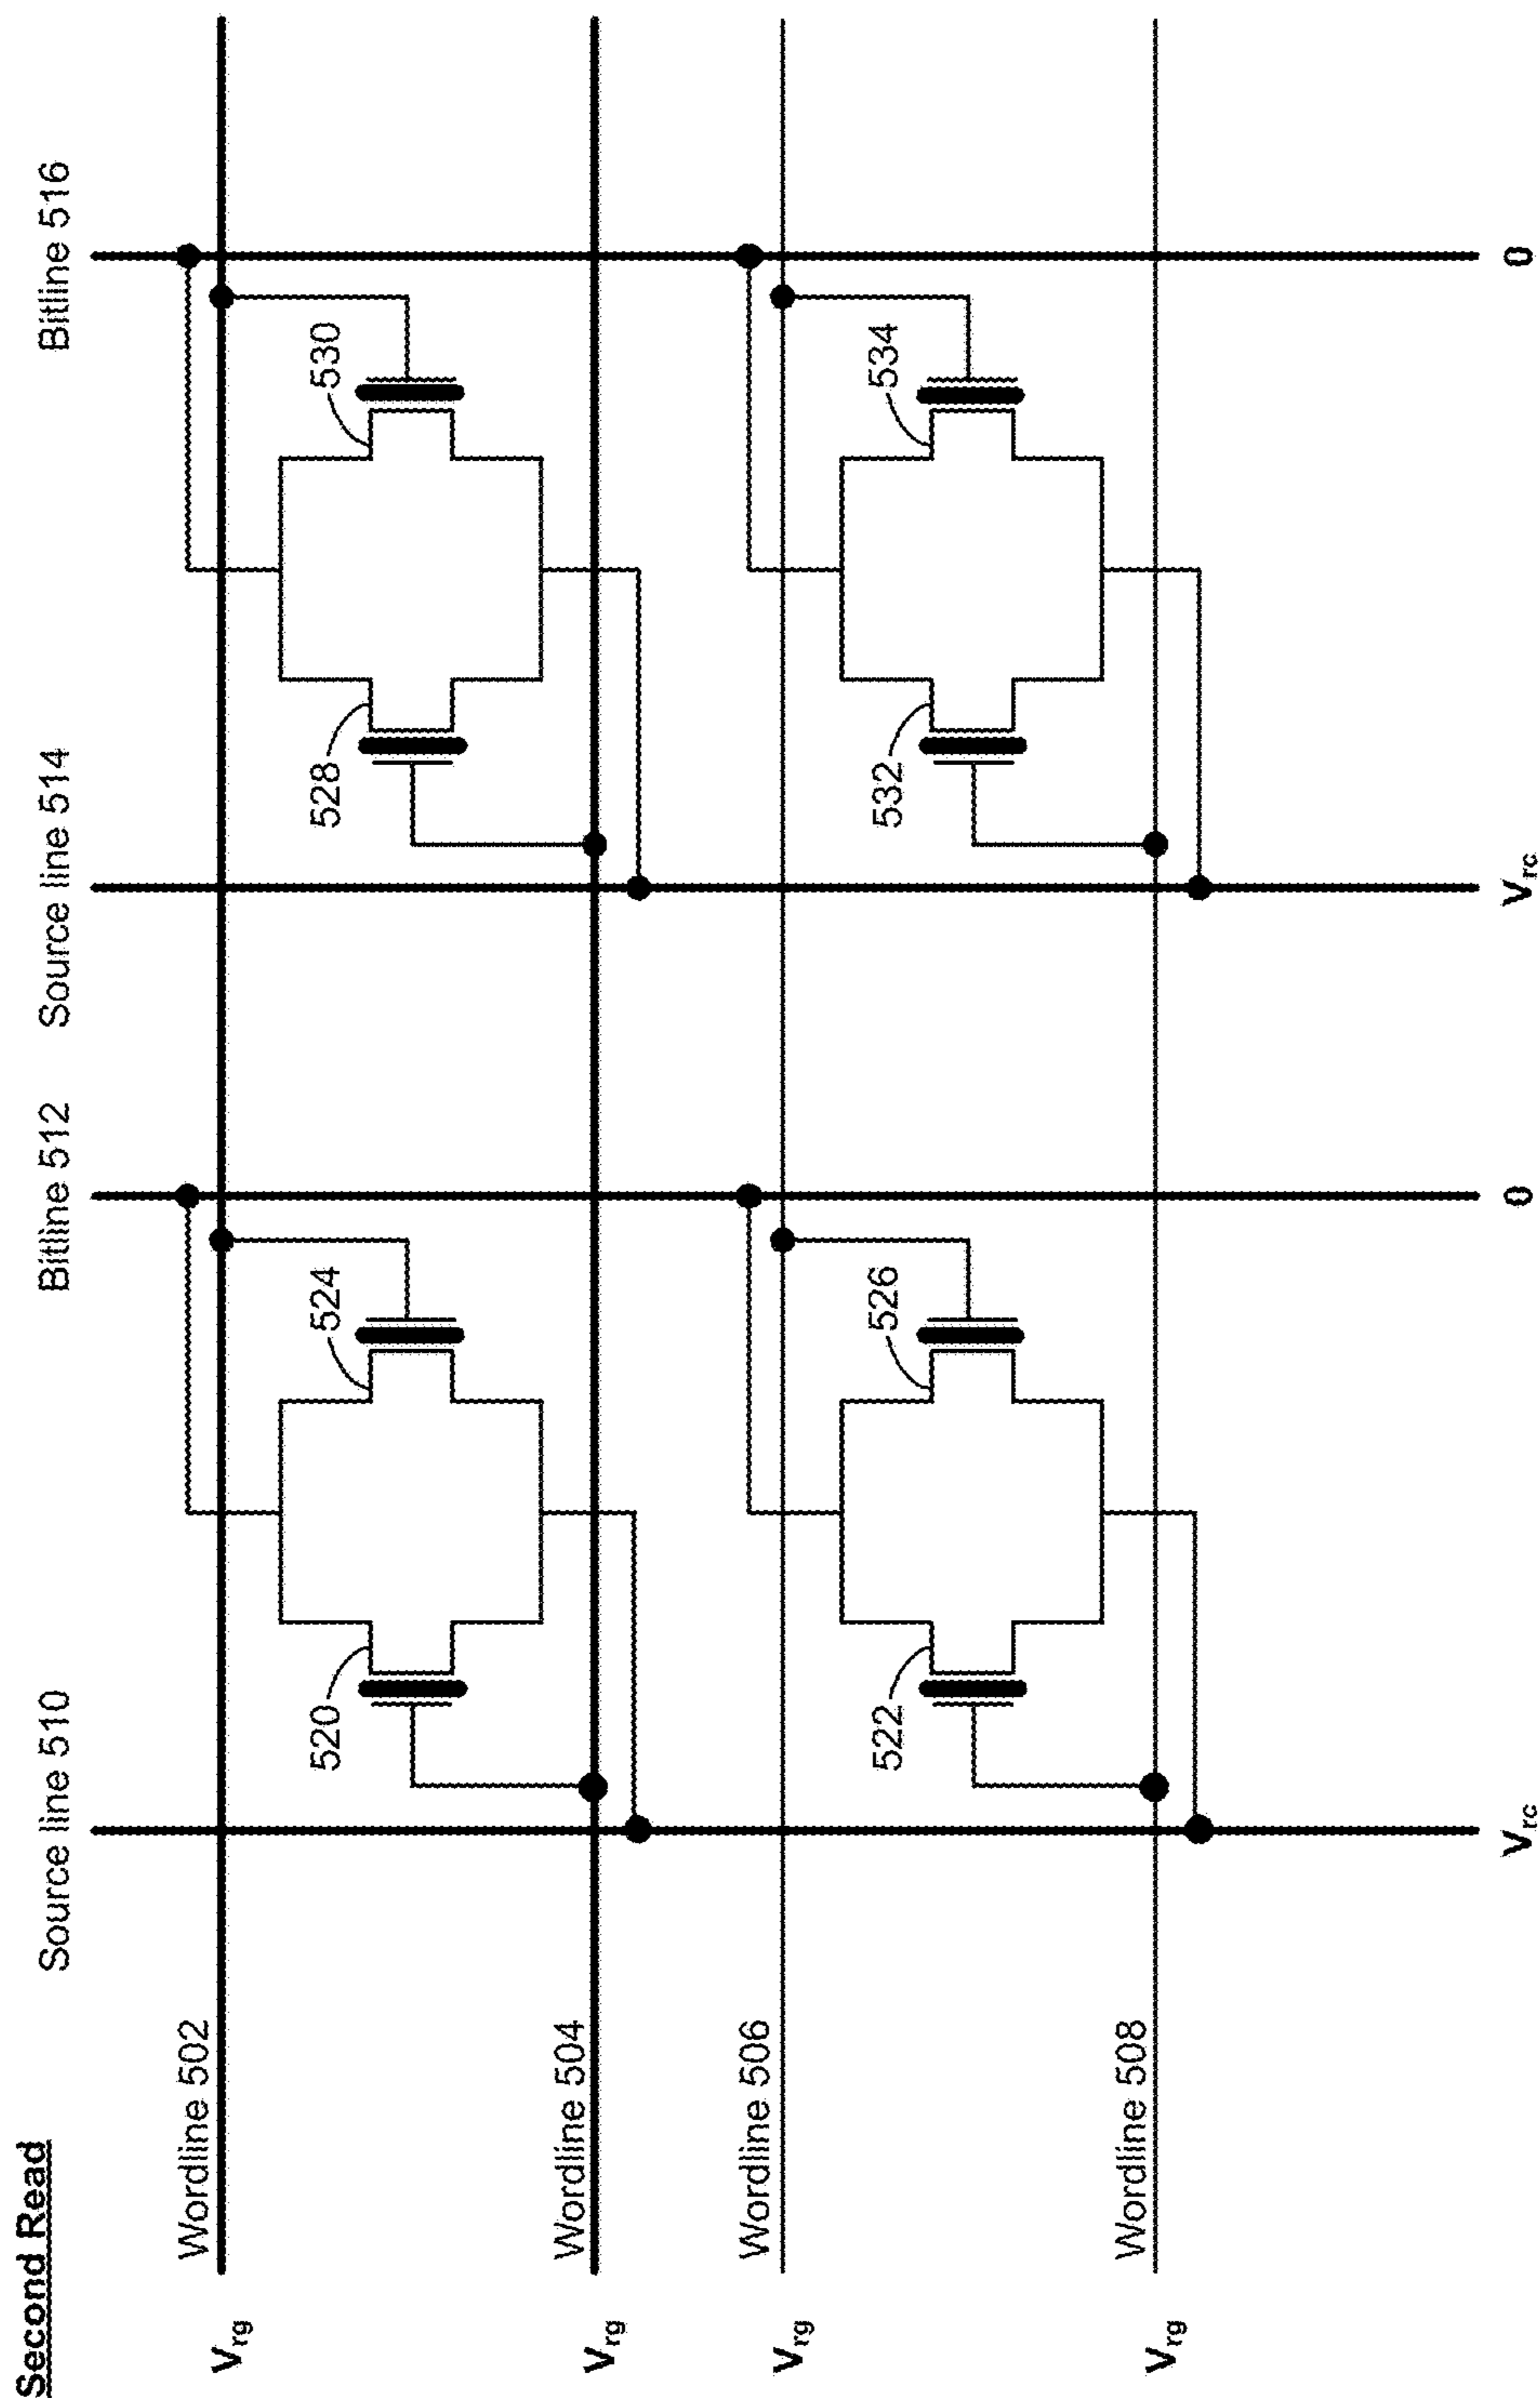 Second Read
Source line 510
Bitline 512
Source line 514
Bitline 516
Wordline 502
Vrg
520
524
528
530
Wordline 504
Vrg
Wordline 506
Vrg
522
526
532
534
Wordline 508
Vrg
Vrc
0
Vrc
0